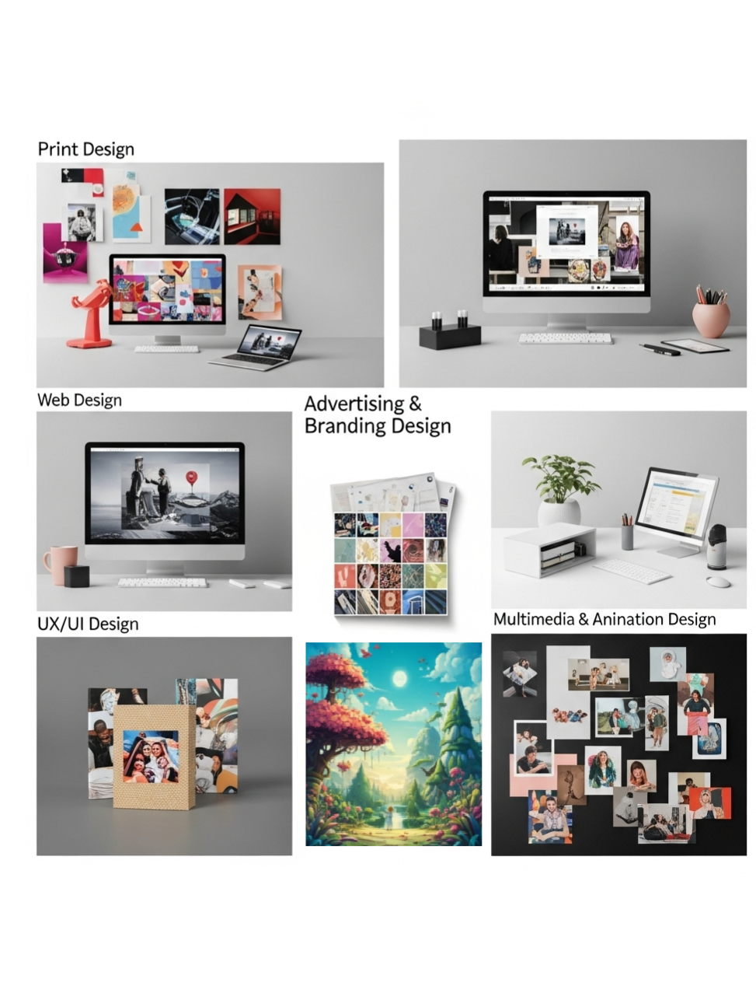 Print Design
Web Design
Advertising &
Branding Design
UX/UI Design
Multimedia & Anination Design